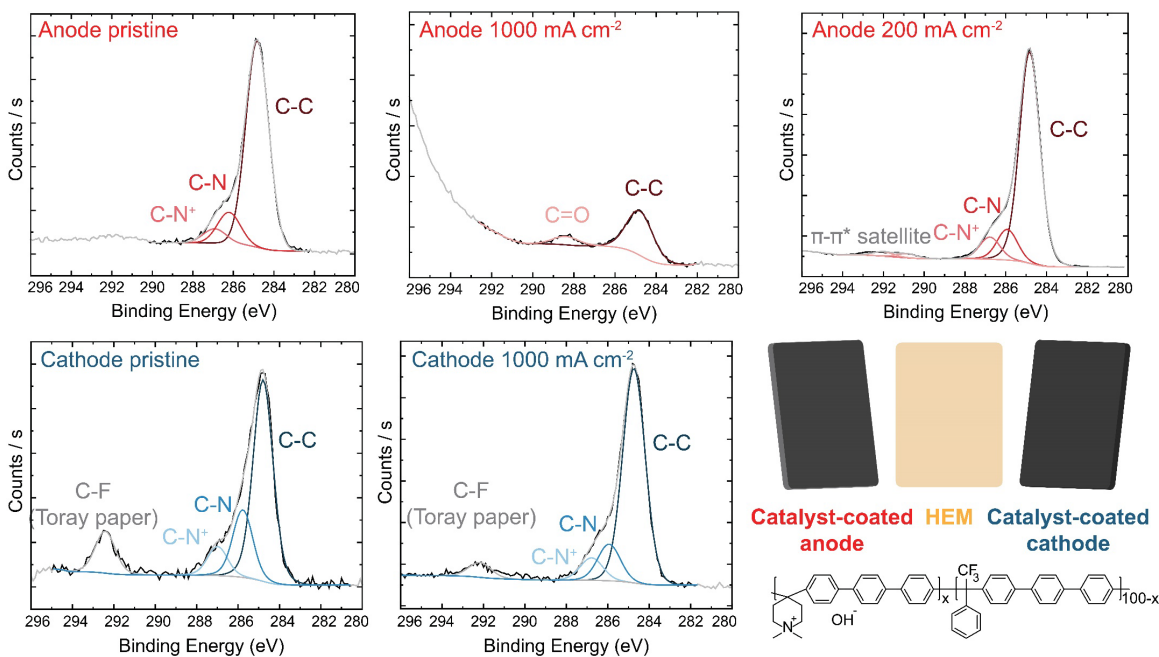 Anode pristine
Counts / s
C-C
C-N
C-N⁺
296 294 292 290 288 286 284 282 280
Binding Energy (eV)
Anode 1000 mA cm⁻²
Counts / s
C-C
C=O
296 294 292 290 288 286 284 282 280
Binding Energy (eV)
Anode 200 mA cm⁻²
Counts / s
C-C
C-N
C-N⁺
π-π* satellite
296 294 292 290 288 286 284 282 280
Binding Energy (eV)
Cathode pristine
Counts / s
C-C
C-F
(Toray paper)
C-N
C-N⁺
296 294 292 290 288 286 284 282 280
Binding Energy (eV)
Cathode 1000 mA cm⁻²
Counts / s
C-C
C-F
(Toray paper)
C-N
C-N⁺
296 294 292 290 288 286 284 282 280
Binding Energy (eV)
Catalyst-coated
anode
HEM
Catalyst-coated
cathode
CF₃
x
100-x
OH⁻
N⁺